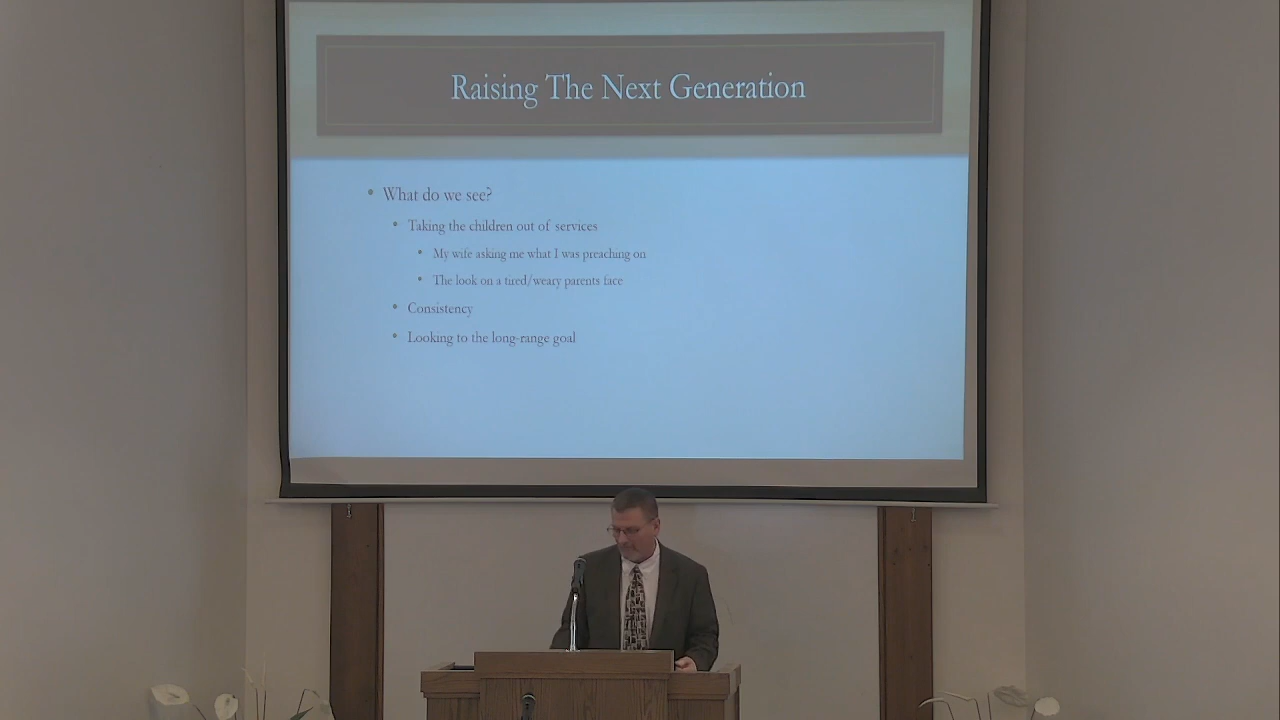 Raising The Next Generation
• What do we see?
• Taking the children out of services
• My wife asking me what I was preaching on
• The look on a tired/weary parents face
• Consistency
• Looking to the long-range goal